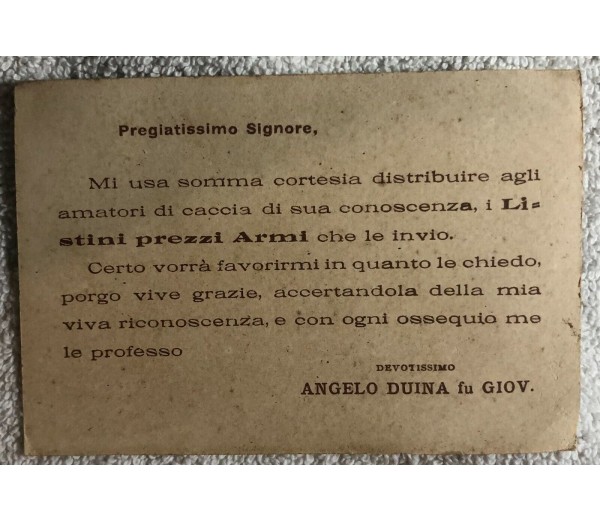 Pregiatissimo Signore,
Mi usa somma cortesia distribuire agli
amatori di caccia di sua conoscenza, i Li-
stini prezzi Armi che le invio.
Certo vorrà favorirmi in quanto le chiedo,
porgo vive grazie, accertandola della mia
viva riconoscenza, e con ogni ossequio me
le professo
DEVOTISSIMO
ANGELO DUINA fu GIOV.